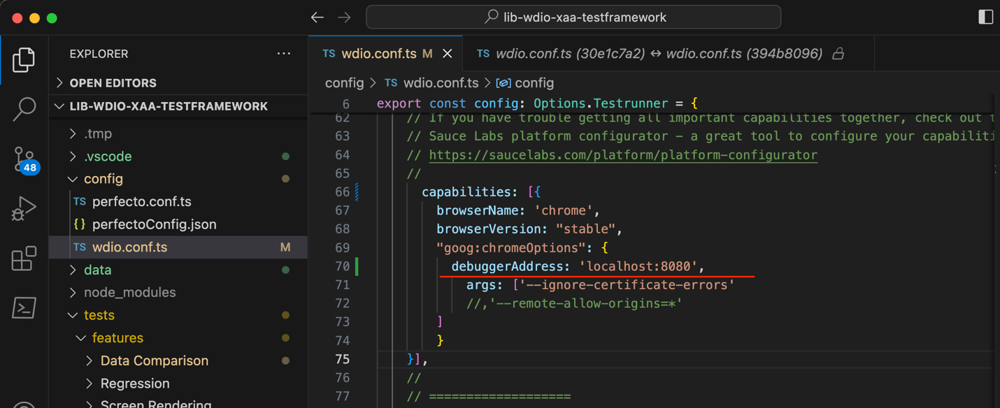 lib-wdio-xaa-testframework
EXPLORER
TS wdio.conf.ts M
TS wdio.conf.ts (30e1c7a2) ↔ wdio.conf.ts (394b8096)
OPEN EDITORS
LIB-WDIO-XAA-TESTFRAMEWORK
.tmp
.vscode
config
TS perfecto.conf.ts
{} perfectoConfig.json
TS wdio.conf.ts M
data
node_modules
tests
features
Data Comparison
Regression
Screen Rendering
48
config > TS wdio.conf.ts > config
6 export const config: Options.Testrunner = {
62 // If you have trouble getting all important capabilities together, check out
63 // Sauce Labs platform configurator - a great tool to configure your capabiliti
64 // https://saucelabs.com/platform/platform-configurator
65 //
66 capabilities: [{
67 browserName: 'chrome',
68 browserVersion: "stable",
69 "goog:chromeOptions": {
70 debuggerAddress: 'localhost:8080',
71 args: ['--ignore-certificate-errors'
72 //,'--remote-allow-origins=*'
73 ]
74 }
75 }],
76 //
77 // ===================